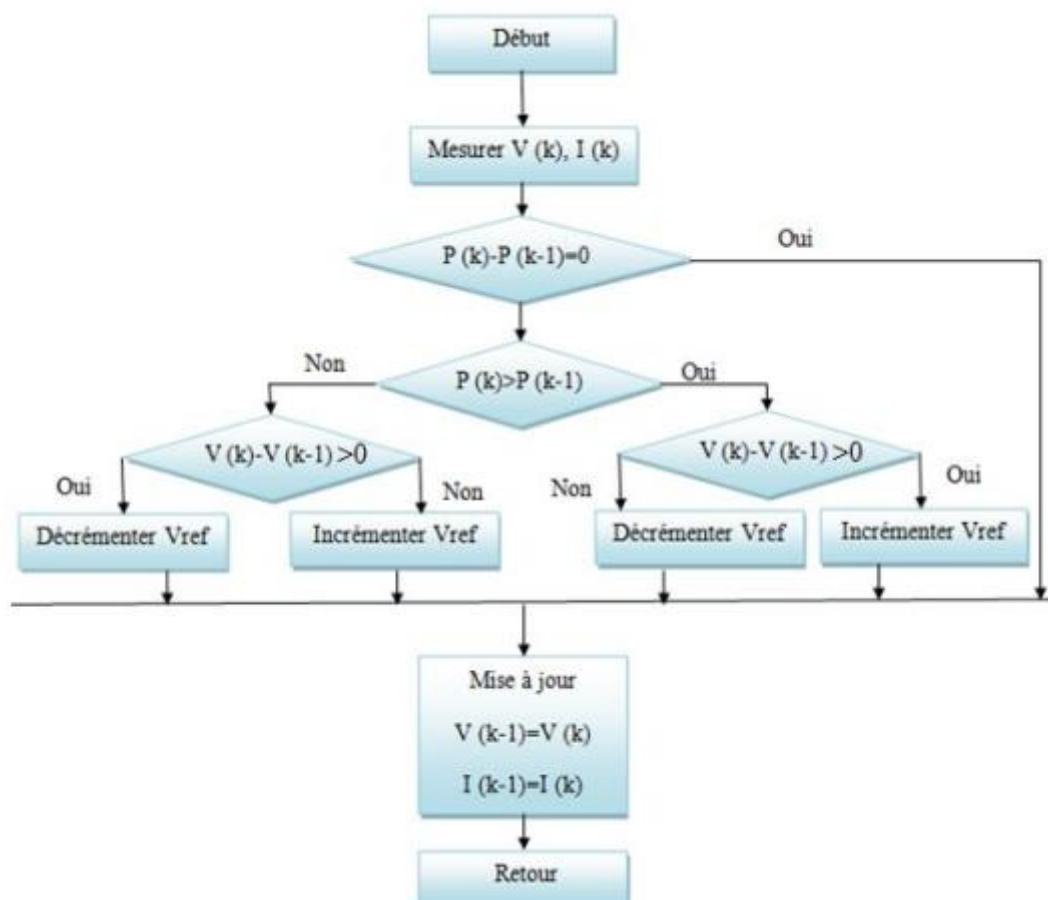 Début
Mesurer V (k), I (k)
Oui
P (k)-P (k-1)=0
Non
P (k)>P (k-1)
Oui
V (k)-V (k-1) >0
V (k)-V (k-1) >0
Oui
Non
Non
Oui
Décrémenter Vref
Incrémenter Vref
Décrémenter Vref
Incrémenter Vref
Mise à jour
V (k-1)=V (k)
I (k-1)=I (k)
Retour